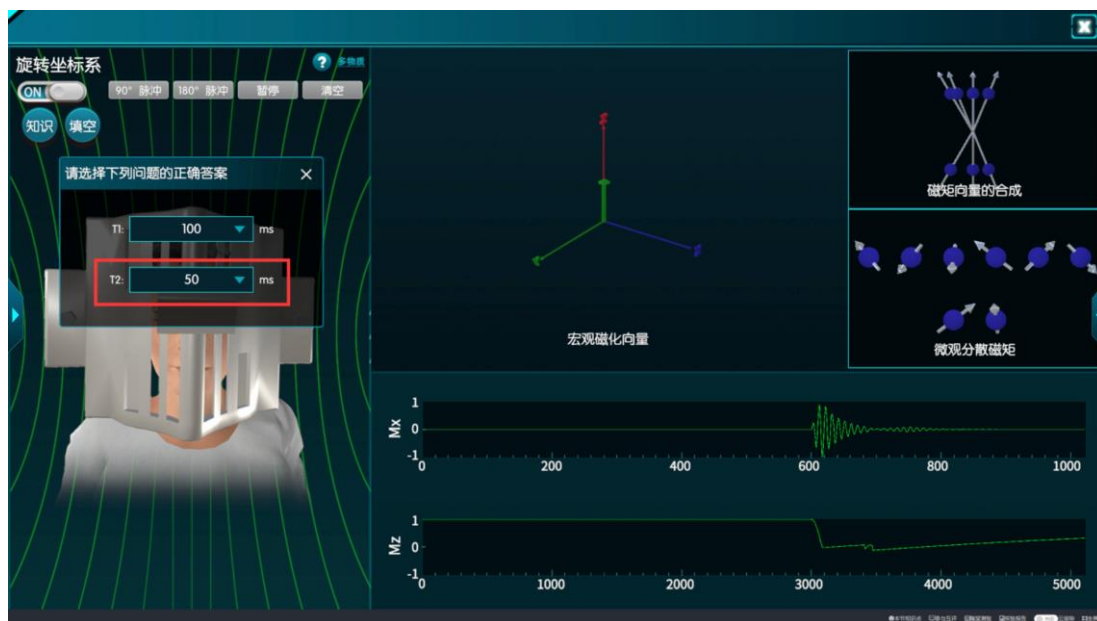 旋转坐标系
? 多物质
ON
90° 脉冲 180° 脉冲 暂停 清空
知识 填空
请选择下列问题的正确答案
T1: 100 ms
T2: 50 ms
Z
宏观磁化向量
磁矩向量的合成
微观分散磁矩
Mx
1
0
-1
0 200 400 600 800 1000
Mz
1
0
-1
0 1000 2000 3000 4000 5000